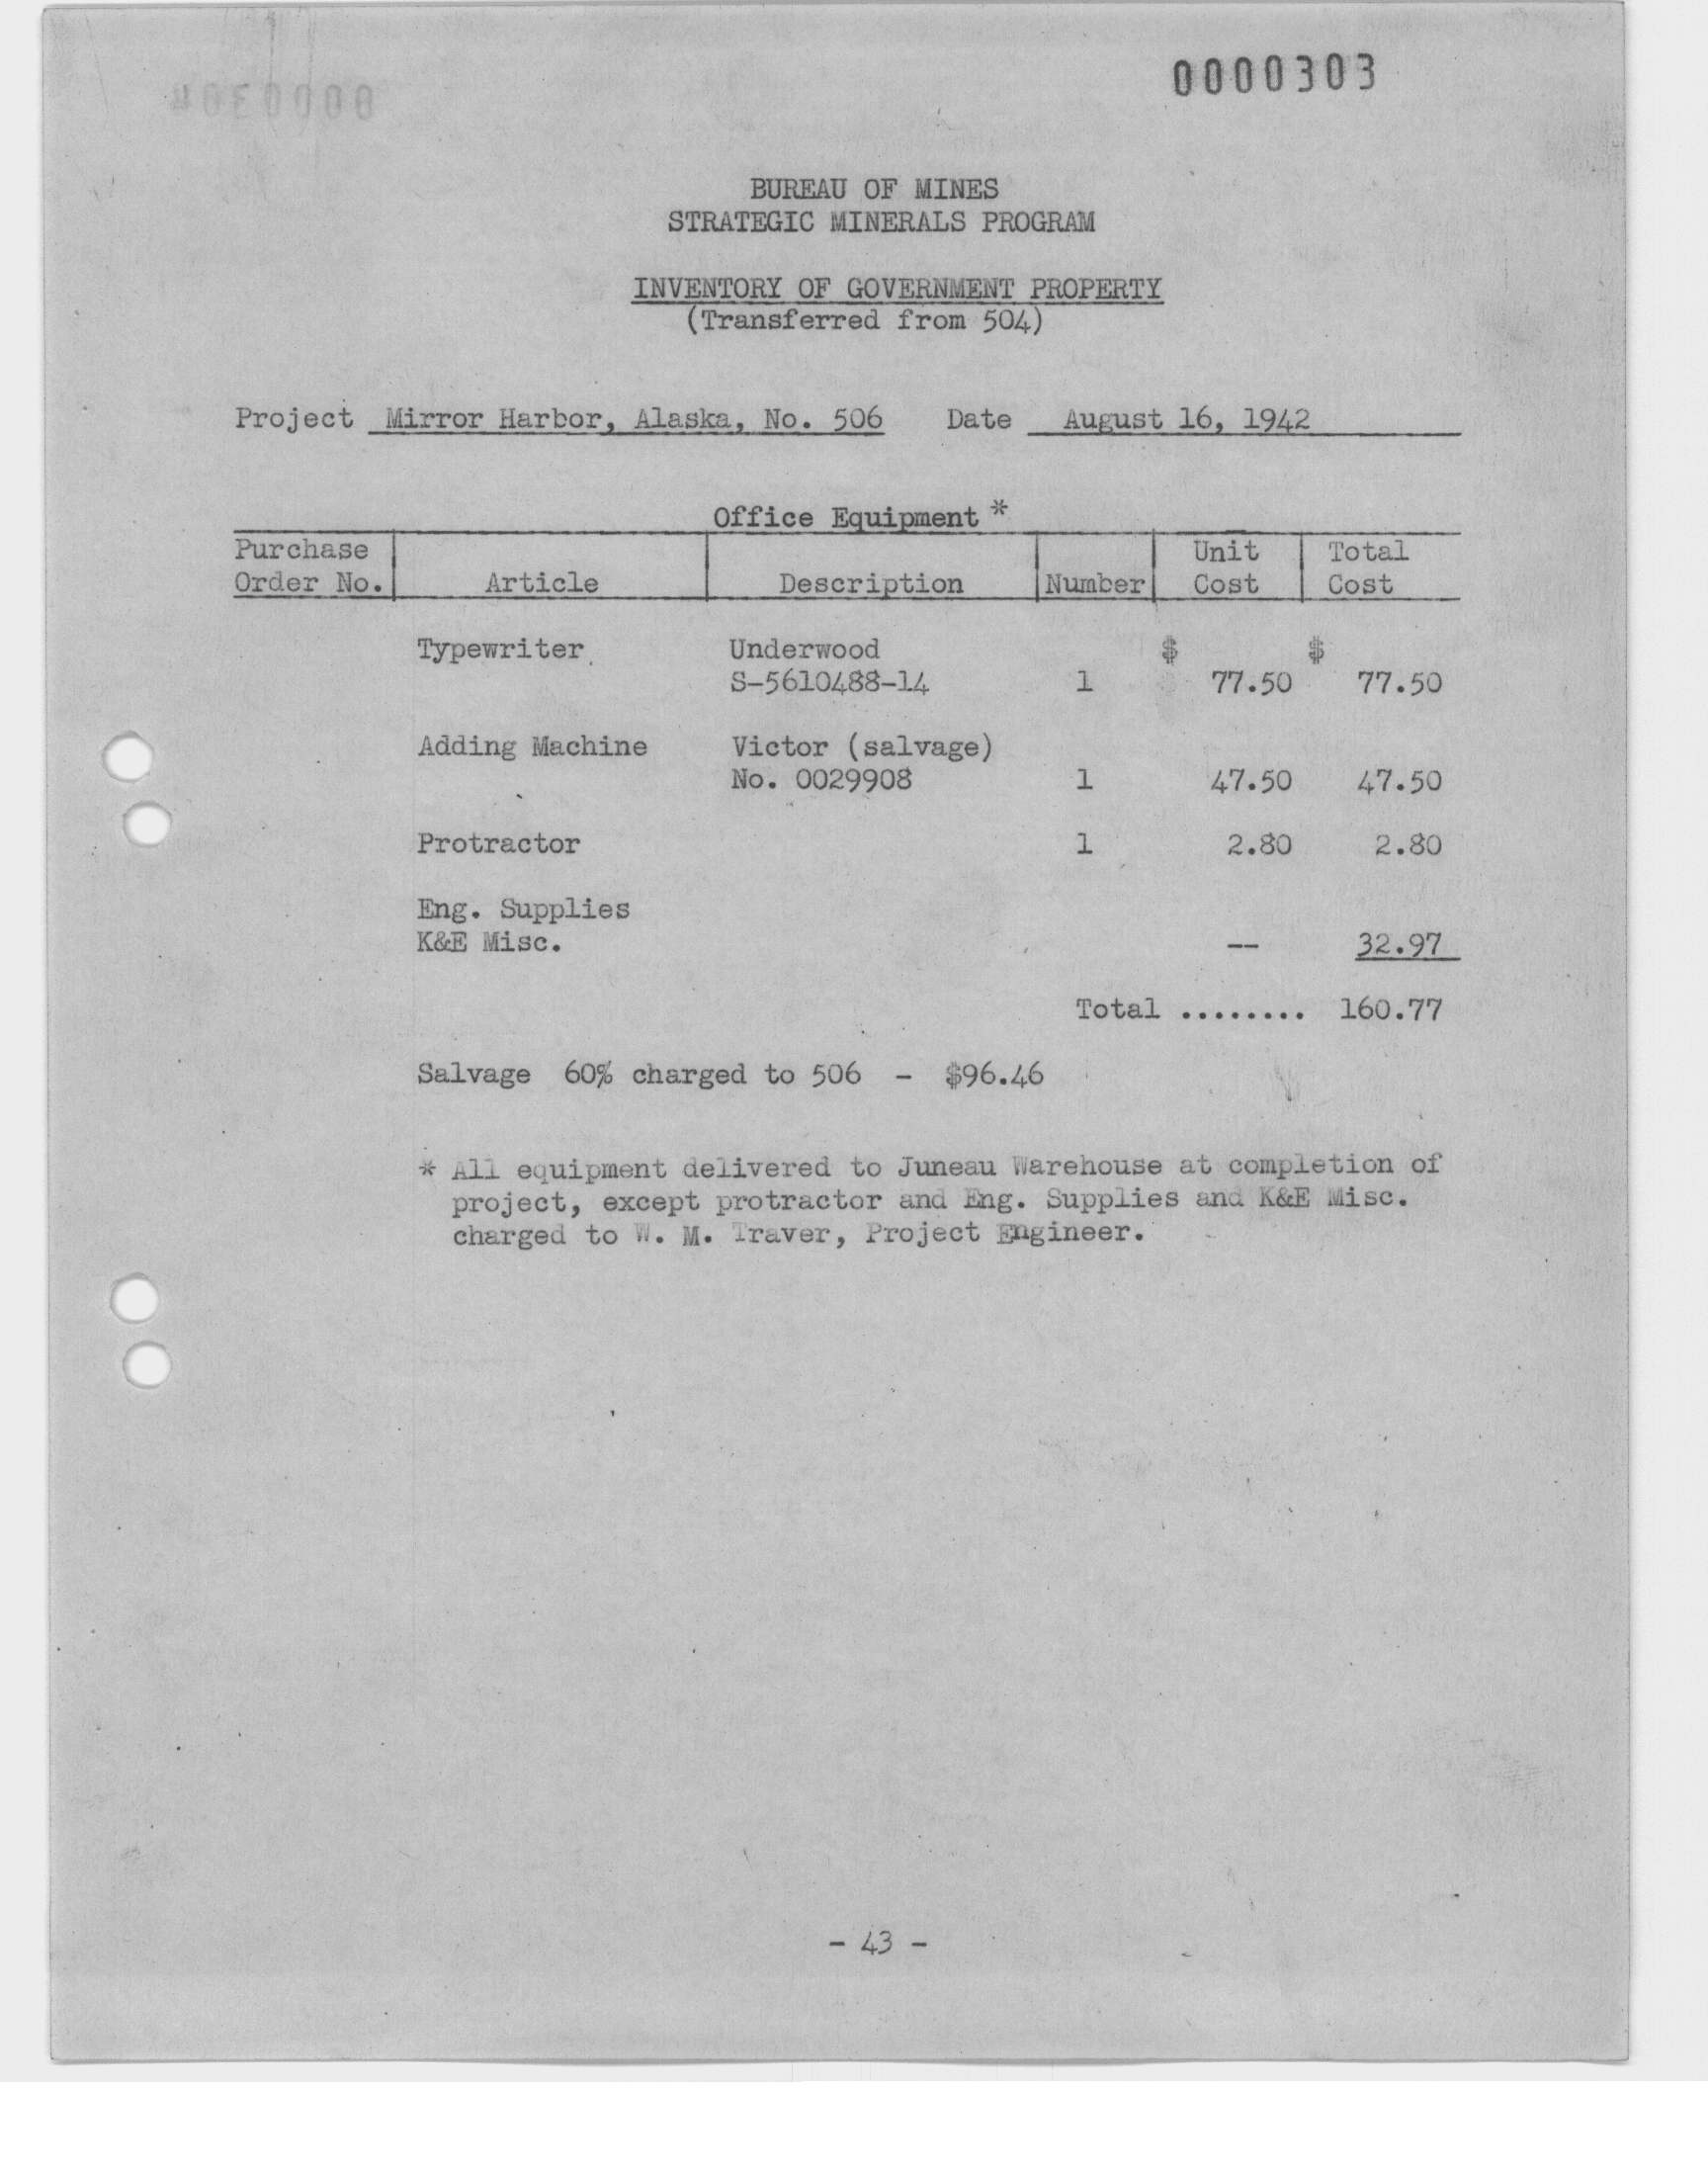 0000303
BUREAU OF MINES
STRATEGIC MINERALS PROGRAM
INVENTORY OF GOVERNMENT PROPERTY
(Transferred from 504)
Project Mirror Harbor, Alaska, No. 506 Date August 16, 1942
Office Equipment *
Purchase Unit Total
Order No. Article Description Number Cost Cost
Typewriter Underwood $ $
S-5610488-14 1 77.50 77.50
Adding Machine Victor (salvage)
No. 0029908 1 47.50 47.50
Protractor 1 2.80 2.80
Eng. Supplies
K&E Misc. -- 32.97
Total ........ 160.77
Salvage 60% charged to 506 - $96.46
* All equipment delivered to Juneau Warehouse at completion of
project, except protractor and Eng. Supplies and K&E Misc.
charged to W. M. Traver, Project Engineer.
- 43 -